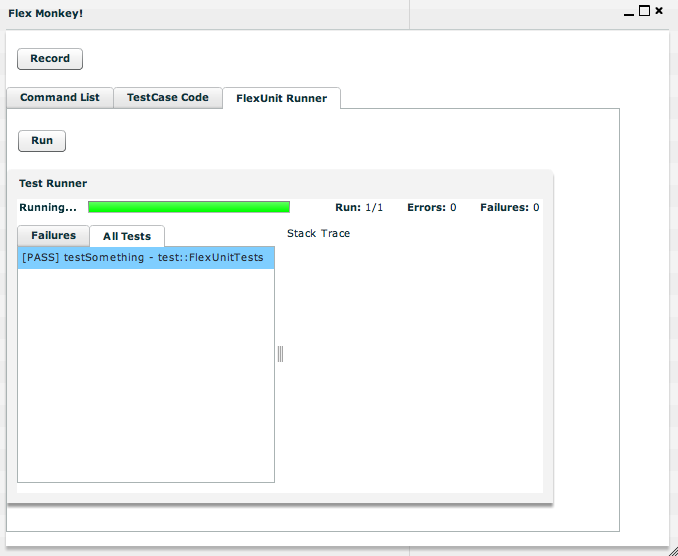 Flex Monkey!
Record
Command List TestCase Code FlexUnit Runner
Run
Test Runner
Running... Run: 1/1 Errors: 0 Failures: 0
Failures All Tests Stack Trace
[PASS] testSomething - test::FlexUnitTests